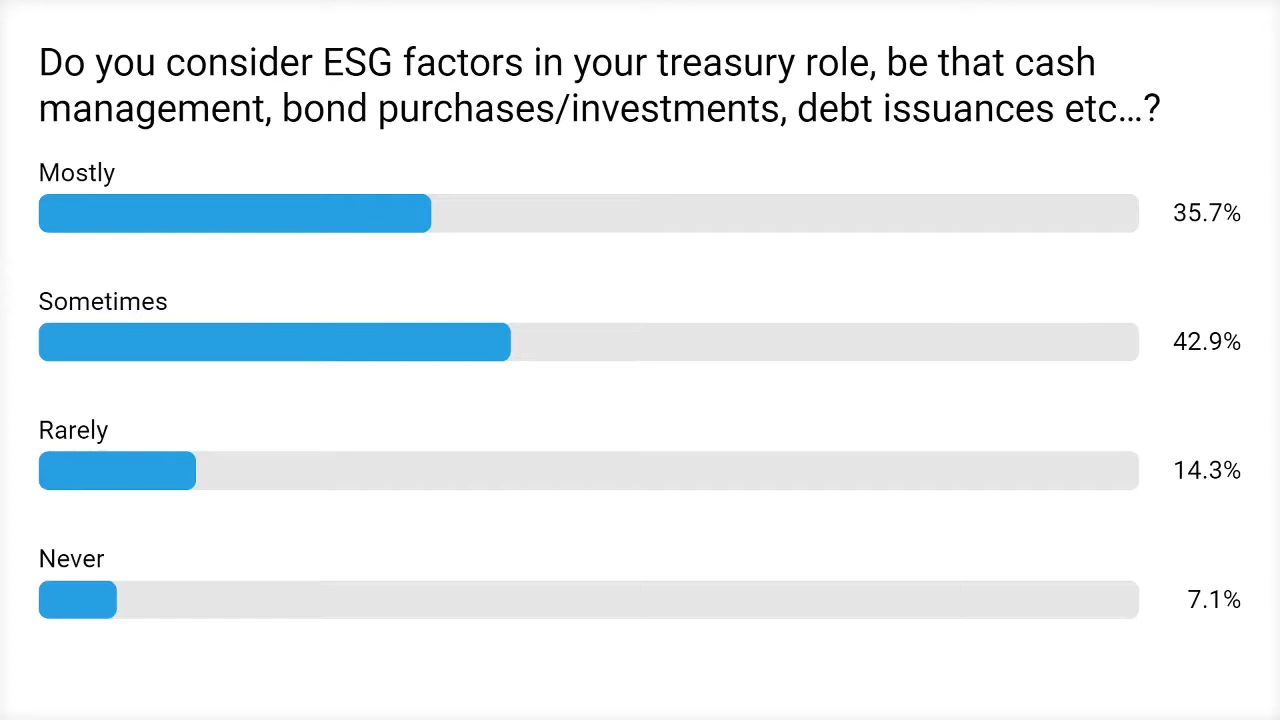 Do you consider ESG factors in your treasury role, be that cash
management, bond purchases/investments, debt issuances etc...?
Mostly
35.7%
Sometimes
42.9%
Rarely
14.3%
Never
7.1%